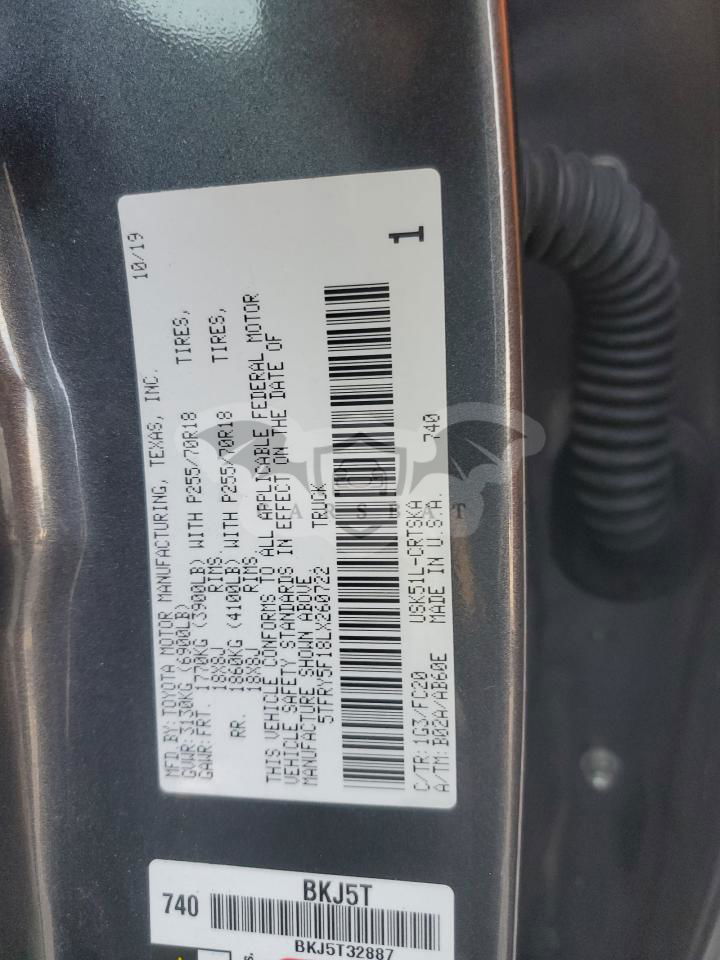 MFD. BY: TOYOTA MOTOR MANUFACTURING, TEXAS, INC. 10/19
GVWR: 3130KG (6900LB)
GAWR: FRT. 1770KG (3900LB) WITH P255/70R18 TIRES,
18X8J RIMS.
RR. 1860KG (4100LB) WITH P255/70R18 TIRES,
18X8J RIMS.
THIS VEHICLE CONFORMS TO ALL APPLICABLE FEDERAL MOTOR
VEHICLE SAFETY STANDARDS IN EFFECT ON THE DATE OF
MANUFACTURE SHOWN ABOVE.
5TFRY5F18LX260722 TRUCK
1
C/TR: 1G3/FC20 USK51L-CRTSKA 740
A/TM: B02A/AB60E MADE IN U.S.A.
CARSBAT
BKJ5T
740
BKJ5T32887